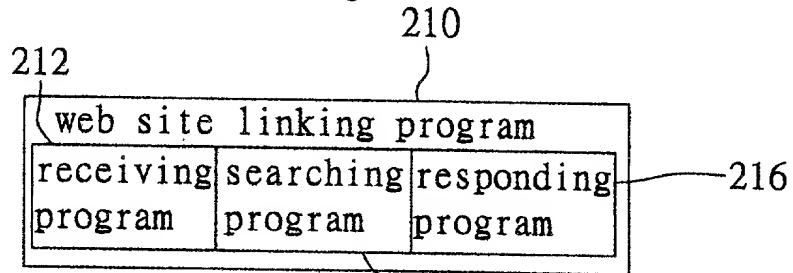 210
212
web site linking program
receiving searching responding
216
program program program